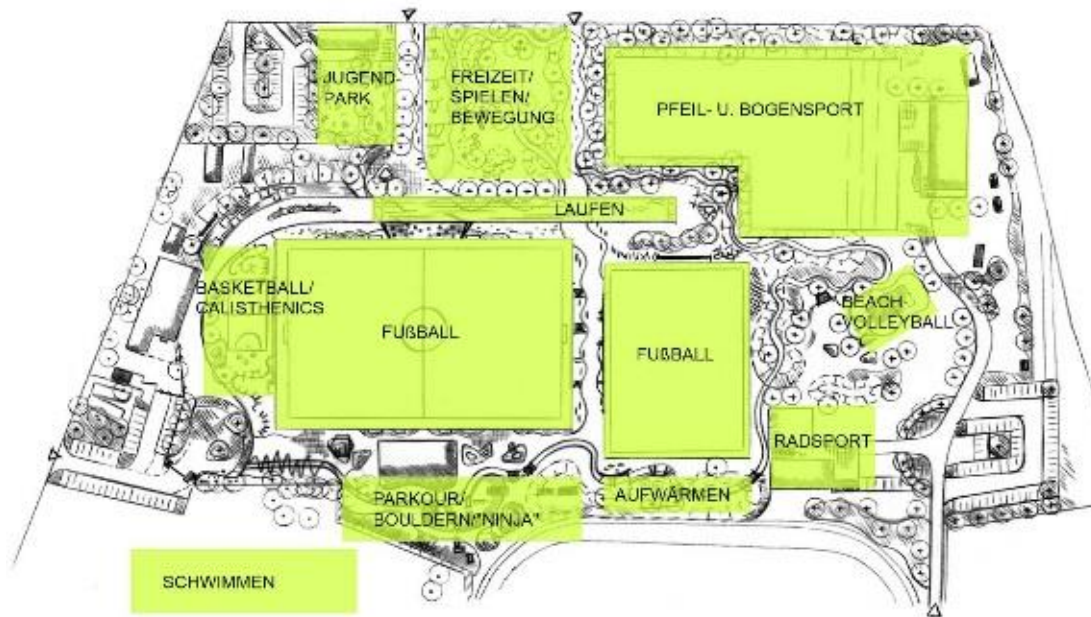 JUGEND-
PARK
FREIZEIT/
SPIELEN/
BEWEGUNG
PFEIL- U. BOGENSPORT
LAUFEN
BASKETBALL/
CALISTHENICS
FUßBALL
FUßBALL
BEACH-
VOLLEYBALL
RADSPORT
PARKOUR/
BOULDERN/"NINJA"
AUFWÄRMEN
SCHWIMMEN